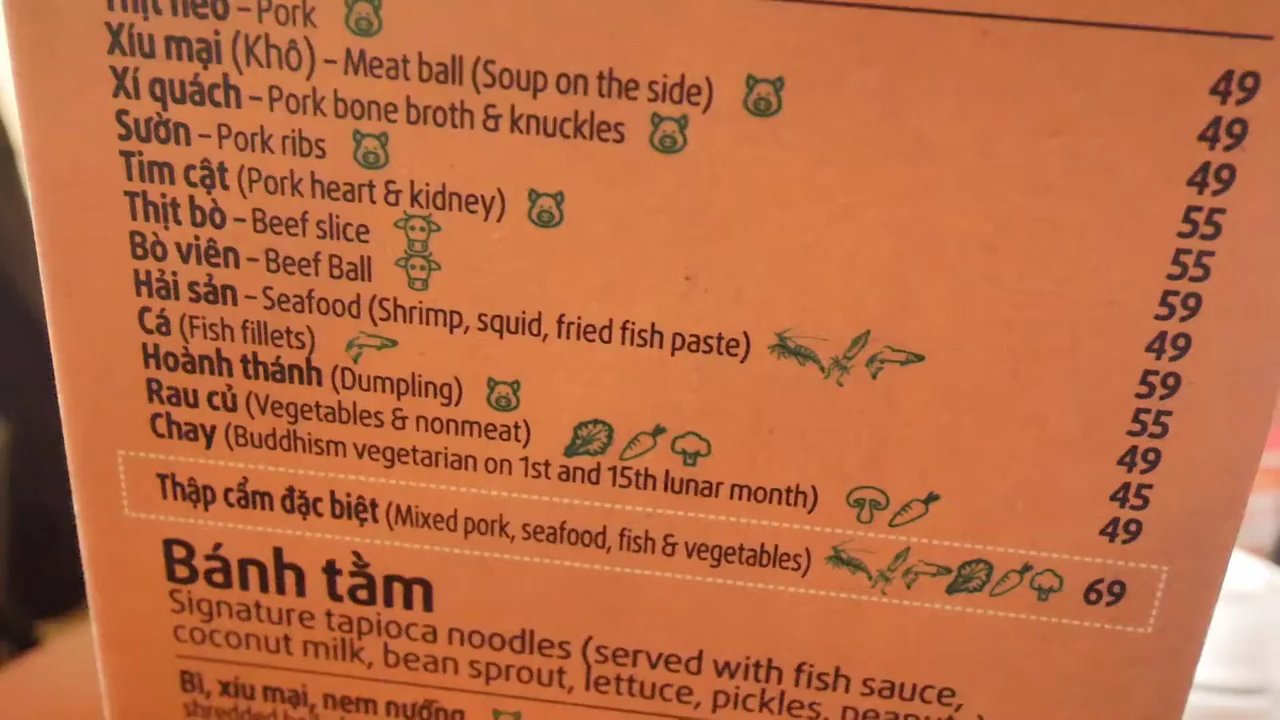 Thịt heo – Pork 49
Xíu mại (Khô) – Meat ball (Soup on the side) 49
Xí quách – Pork bone broth & knuckles 49
Sườn – Pork ribs 55
Tim cật (Pork heart & kidney) 55
Thịt bò – Beef slice 59
Bò viên – Beef Ball 49
Hải sản – Seafood (Shrimp, squid, fried fish paste) 59
Cá (Fish fillets) 55
Hoành thánh (Dumpling) 49
Rau củ (Vegetables & nonmeat) 45
Chay (Buddhism vegetarian on 1st and 15th lunar month) 49
Thập cẩm đặc biệt (Mixed pork, seafood, fish & vegetables) 69
Bánh tằm
Signature tapioca noodles (served with fish sauce,
coconut milk, bean sprout, lettuce, pickles,
Bì, xíu mại, nem nướng
shredded